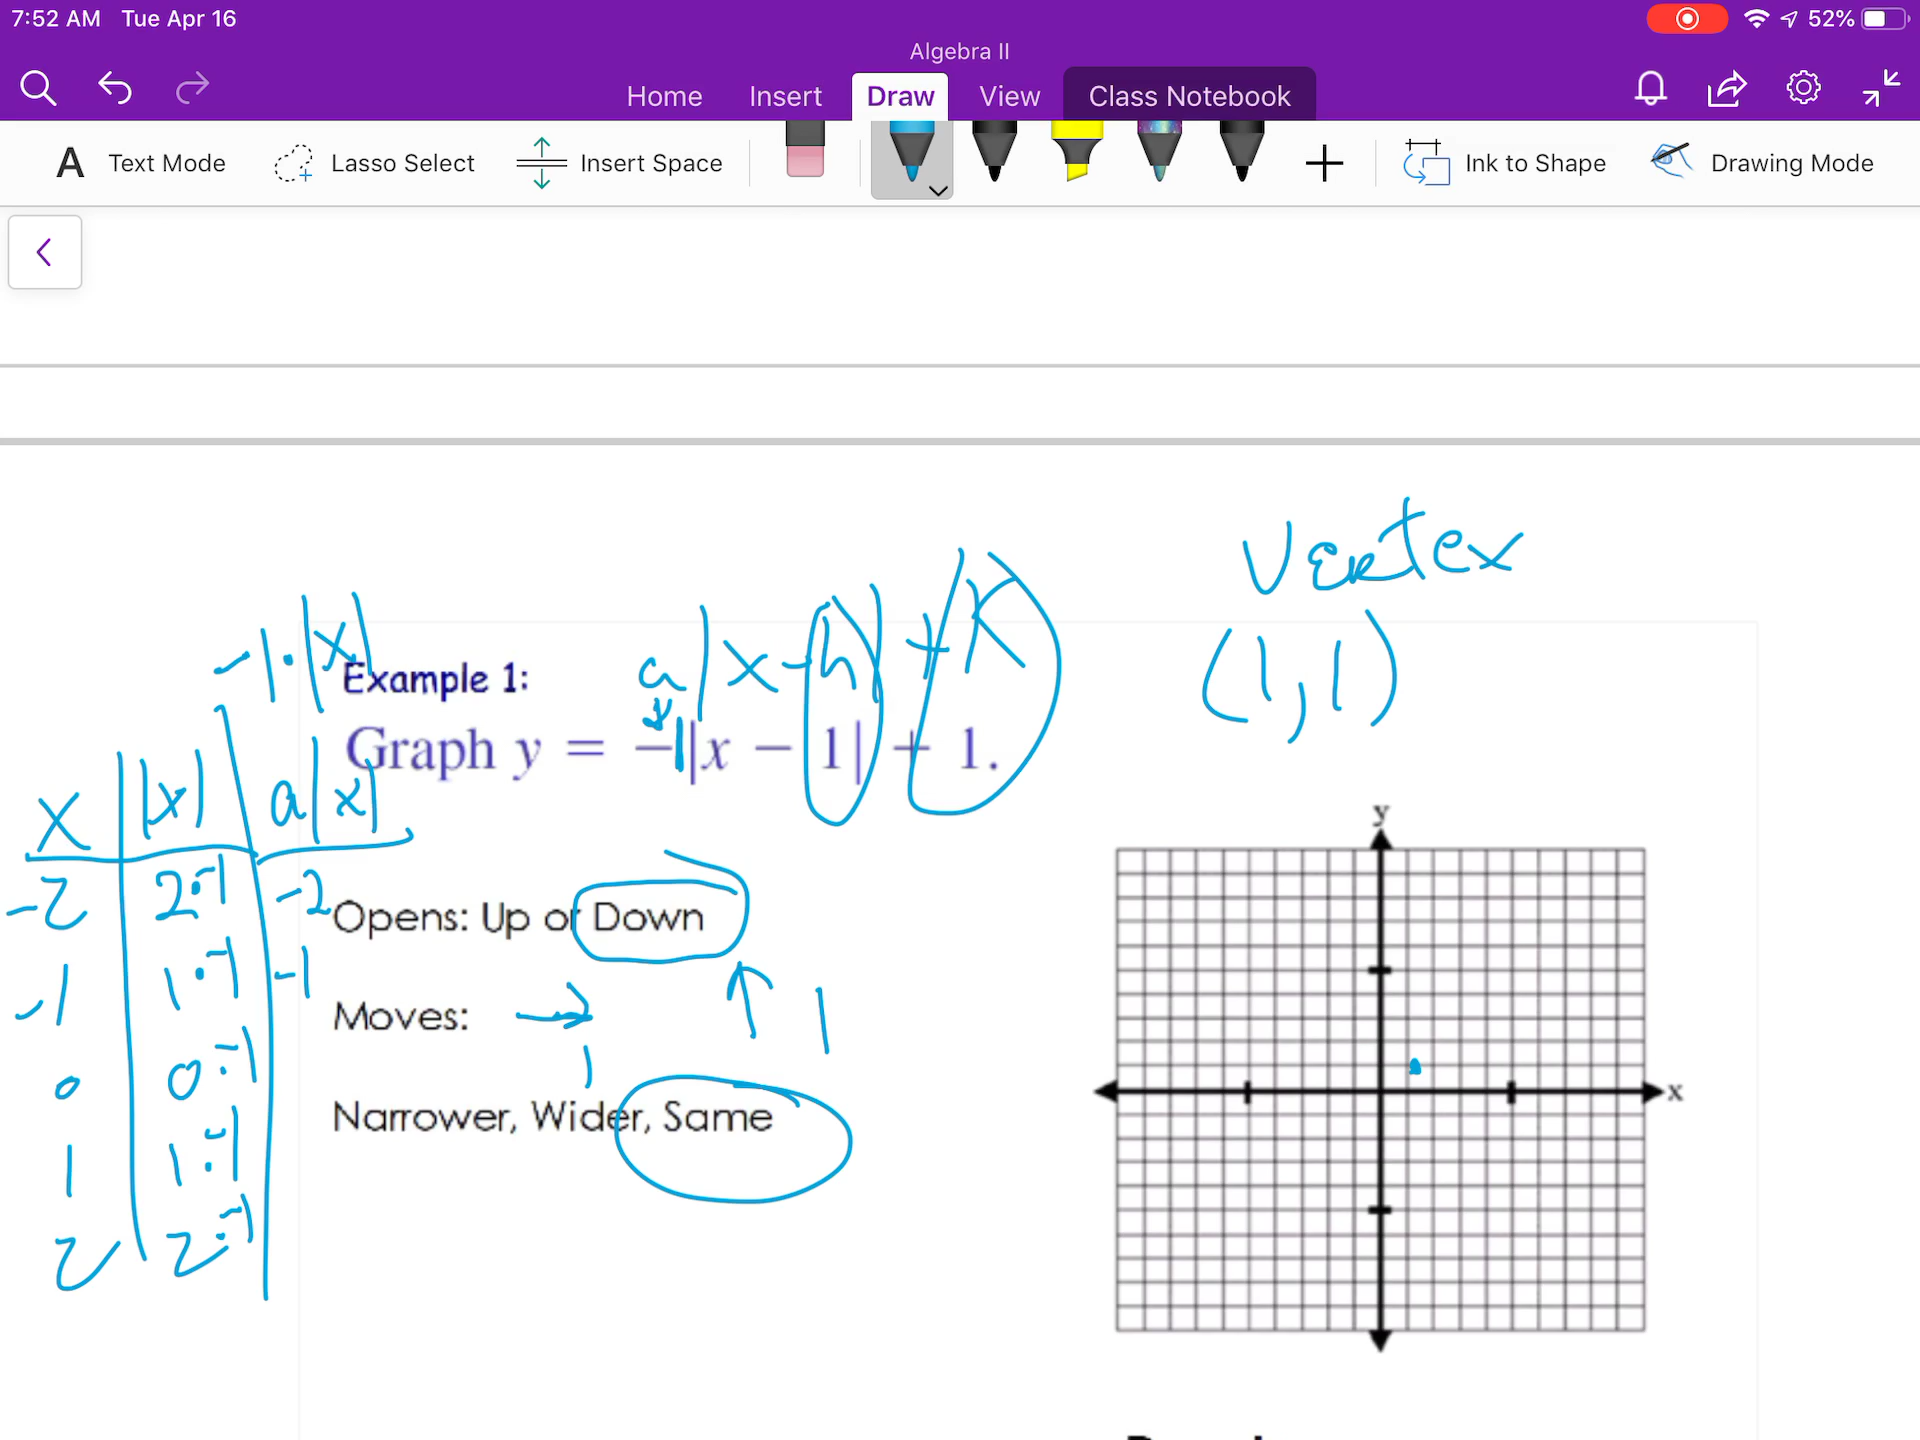 7:52 AM Tue Apr 16
52%
Algebra II
Home Insert Draw View Class Notebook
A Text Mode Lasso Select Insert Space Ink to Shape Drawing Mode
Vertex
(1,1)
-1·|x|
a|x-h|+K
Example 1:
Graph y = -1|x − 1| + 1.
x |x| a|x|
-2 2·-1 -2
-1 1·-1 -1
0 0·-1
1 1·-1
2 2·-1
Opens: Up or Down
Moves: → 1 ↑ 1
Narrower, Wider, Same
y
x